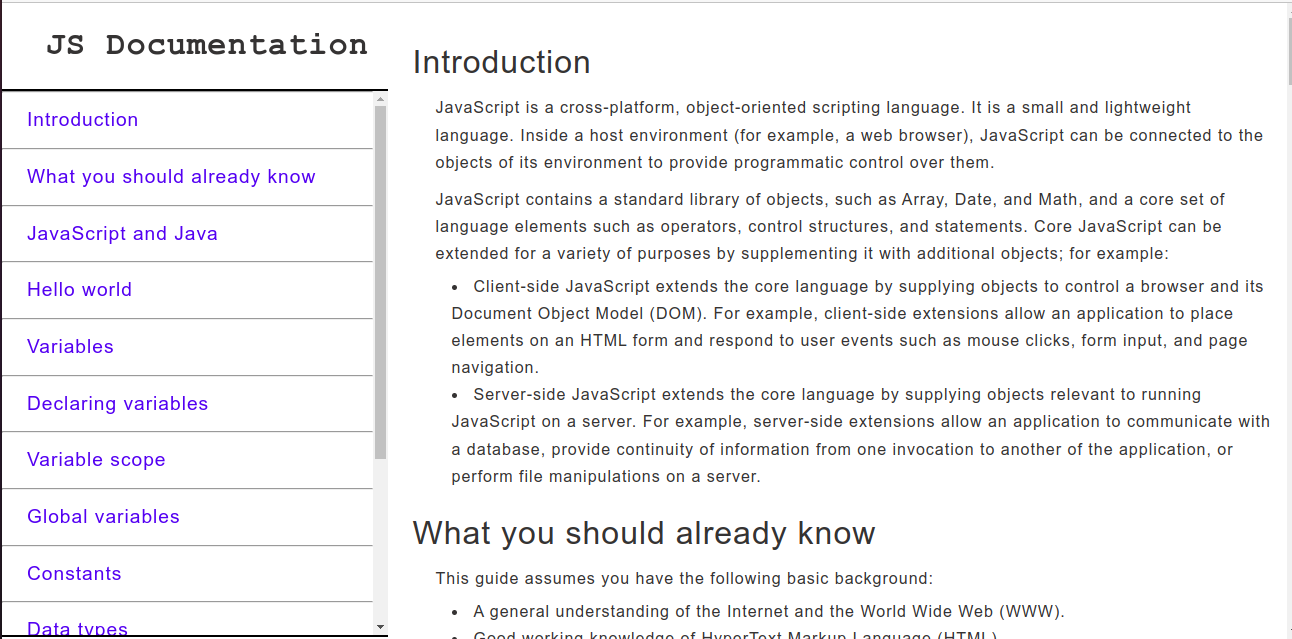 JS Documentation
Introduction
What you should already know
JavaScript and Java
Hello world
Variables
Declaring variables
Variable scope
Global variables
Constants
Data types
Introduction
JavaScript is a cross-platform, object-oriented scripting language. It is a small and lightweight
language. Inside a host environment (for example, a web browser), JavaScript can be connected to the
objects of its environment to provide programmatic control over them.
JavaScript contains a standard library of objects, such as Array, Date, and Math, and a core set of
language elements such as operators, control structures, and statements. Core JavaScript can be
extended for a variety of purposes by supplementing it with additional objects; for example:
• Client-side JavaScript extends the core language by supplying objects to control a browser and its
Document Object Model (DOM). For example, client-side extensions allow an application to place
elements on an HTML form and respond to user events such as mouse clicks, form input, and page
navigation.
• Server-side JavaScript extends the core language by supplying objects relevant to running
JavaScript on a server. For example, server-side extensions allow an application to communicate with
a database, provide continuity of information from one invocation to another of the application, or
perform file manipulations on a server.
What you should already know
This guide assumes you have the following basic background:
• A general understanding of the Internet and the World Wide Web (WWW).
• Good working knowledge of HyperText Markup Language (HTML).